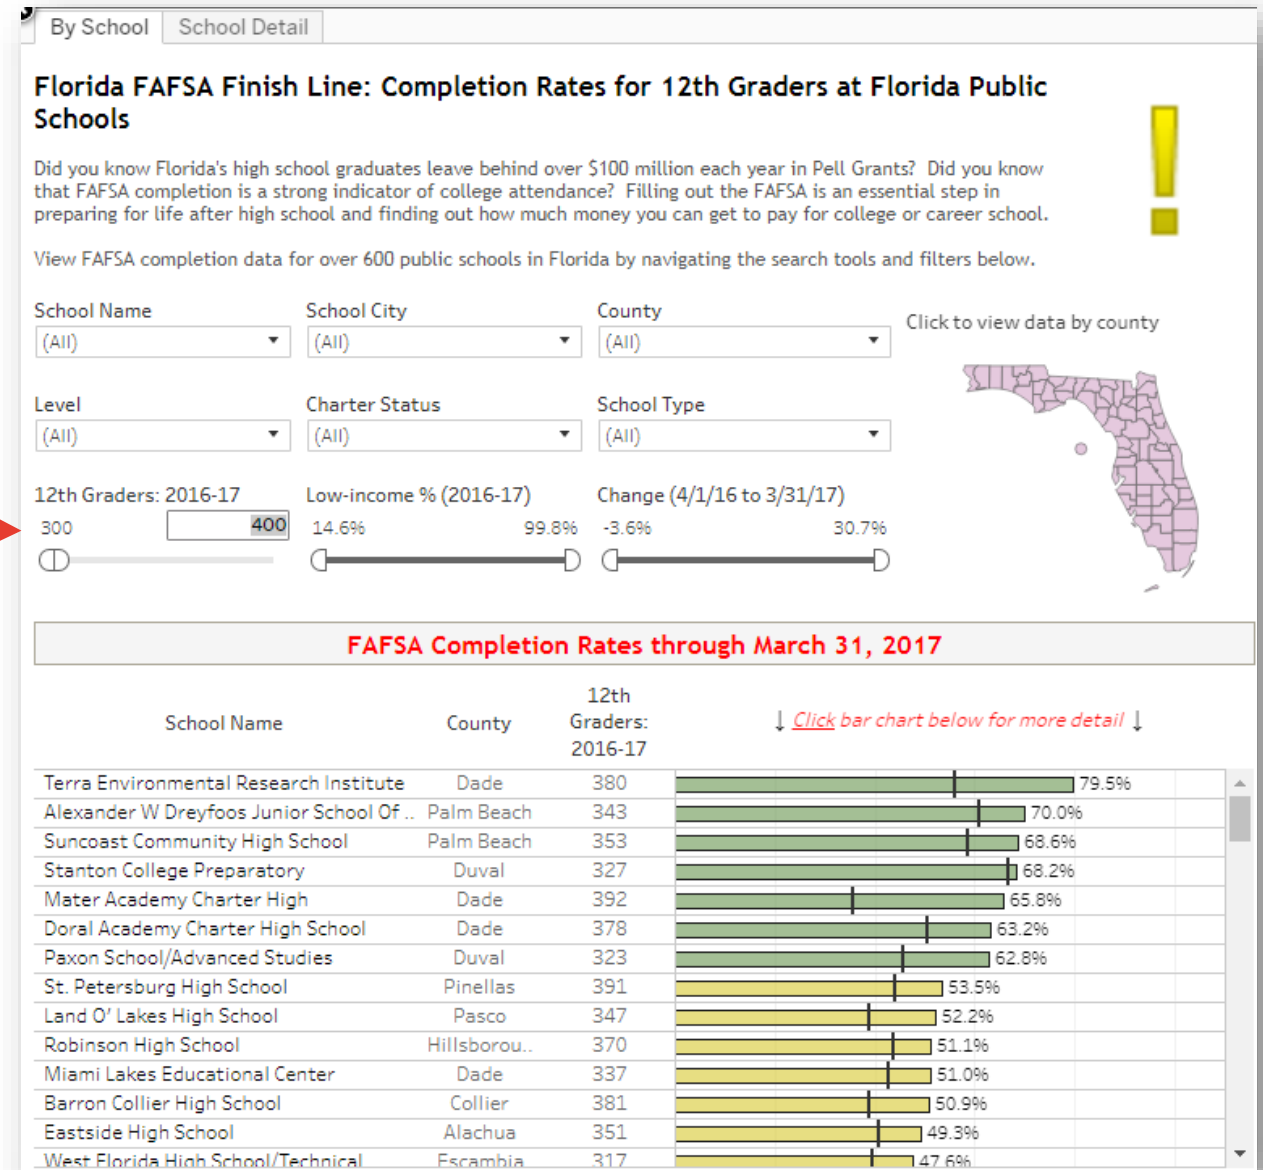 By School School Detail
Florida FAFSA Finish Line: Completion Rates for 12th Graders at Florida Public
Schools
Did you know Florida's high school graduates leave behind over $100 million each year in Pell Grants? Did you know
that FAFSA completion is a strong indicator of college attendance? Filling out the FAFSA is an essential step in
preparing for life after high school and finding out how much money you can get to pay for college or career school.
View FAFSA completion data for over 600 public schools in Florida by navigating the search tools and filters below.
School Name School City County
Click to view data by county
(All) (All) (All)
Level Charter Status School Type
(All) (All) (All)
12th Graders: 2016-17 Low-income % (2016-17) Change (4/1/16 to 3/31/17)
300 400 14.6% 99.8% -3.6% 30.7%
FAFSA Completion Rates through March 31, 2017
School Name County 12th Graders: 2016-17 ↓ Click bar chart below for more detail ↓
Terra Environmental Research Institute Dade 380 79.5%
Alexander W Dreyfoos Junior School Of .. Palm Beach 343 70.0%
Suncoast Community High School Palm Beach 353 68.6%
Stanton College Preparatory Duval 327 68.2%
Mater Academy Charter High Dade 392 65.8%
Doral Academy Charter High School Dade 378 63.2%
Paxon School/Advanced Studies Duval 323 62.8%
St. Petersburg High School Pinellas 391 53.5%
Land O' Lakes High School Pasco 347 52.2%
Robinson High School Hillsborou.. 370 51.1%
Miami Lakes Educational Center Dade 337 51.0%
Barron Collier High School Collier 381 50.9%
Eastside High School Alachua 351 49.3%
West Florida High School/Technical Escambia 317 47.6%